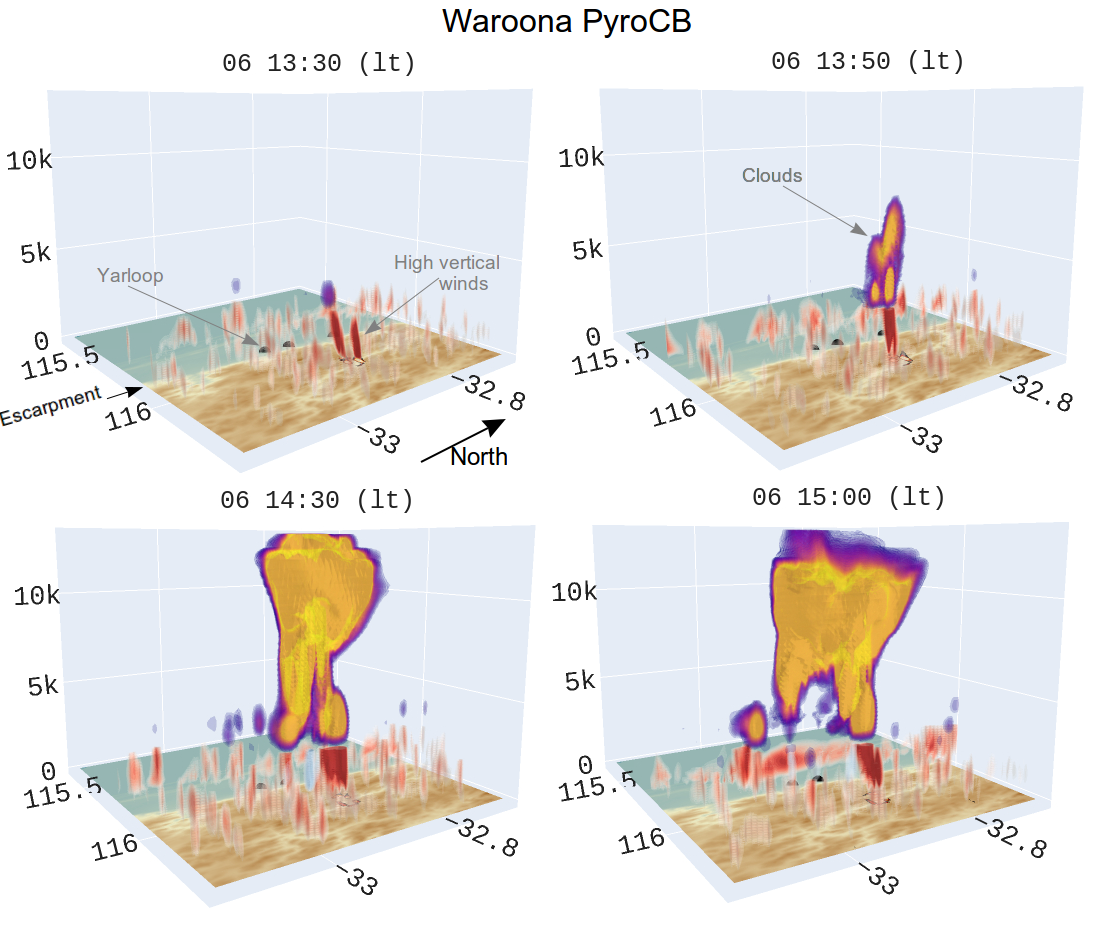 Waroona PyroCB
06 13:30 (lt)
06 13:50 (lt)
10k
5k
0
115.5
116
−33
−32.8
Yarloop
High vertical
winds
Escarpment
North
10k
5k
0
115.5
116
−33
−32.8
Clouds
06 14:30 (lt)
06 15:00 (lt)
10k
5k
0
115.5
116
−33
−32.8
10k
5k
0
115.5
116
−33
−32.8